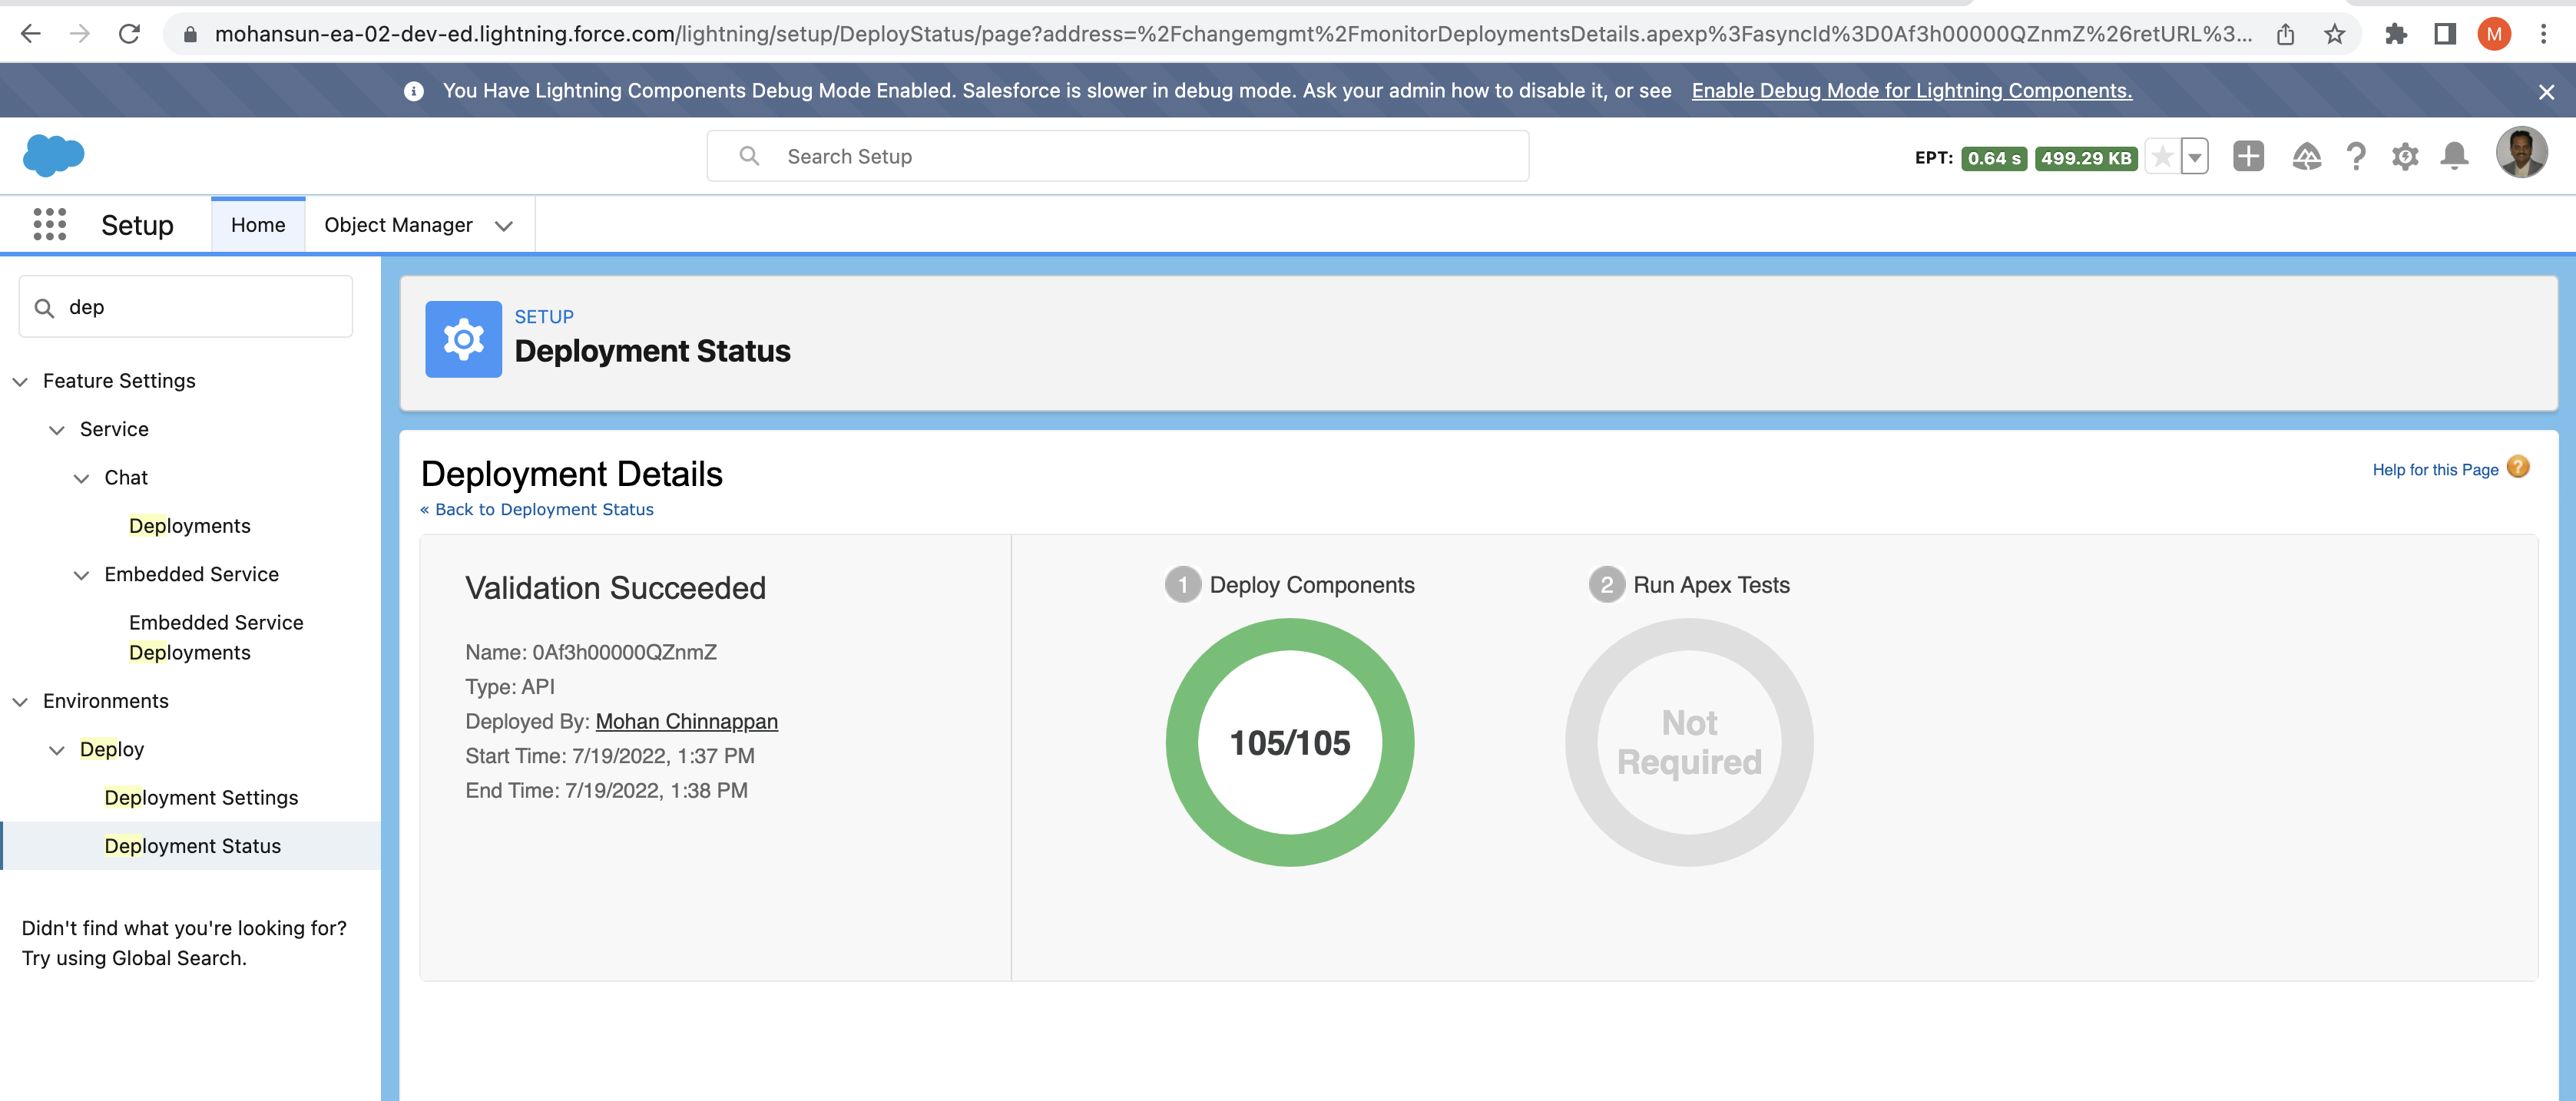 mohansun-ea-02-dev-ed.lightning.force.com/lightning/setup/DeployStatus/page?address=%2Fchangemgmt%2FmonitorDeploymentsDetails.apexp%3FasyncId%3D0Af3h00000QZnmZ%26retURL%3...
M
You Have Lightning Components Debug Mode Enabled. Salesforce is slower in debug mode. Ask your admin how to disable it, or see Enable Debug Mode for Lightning Components.
Search Setup
EPT: 0.64 s 499.29 KB
Setup
Home
Object Manager
dep
Feature Settings
Service
Chat
Deployments
Embedded Service
Embedded Service
Deployments
Environments
Deploy
Deployment Settings
Deployment Status
Didn't find what you're looking for?
Try using Global Search.
SETUP
Deployment Status
Deployment Details
« Back to Deployment Status
Help for this Page ?
Validation Succeeded
Name: 0Af3h00000QZnmZ
Type: API
Deployed By: Mohan Chinnappan
Start Time: 7/19/2022, 1:37 PM
End Time: 7/19/2022, 1:38 PM
1 Deploy Components
105/105
2 Run Apex Tests
Not
Required